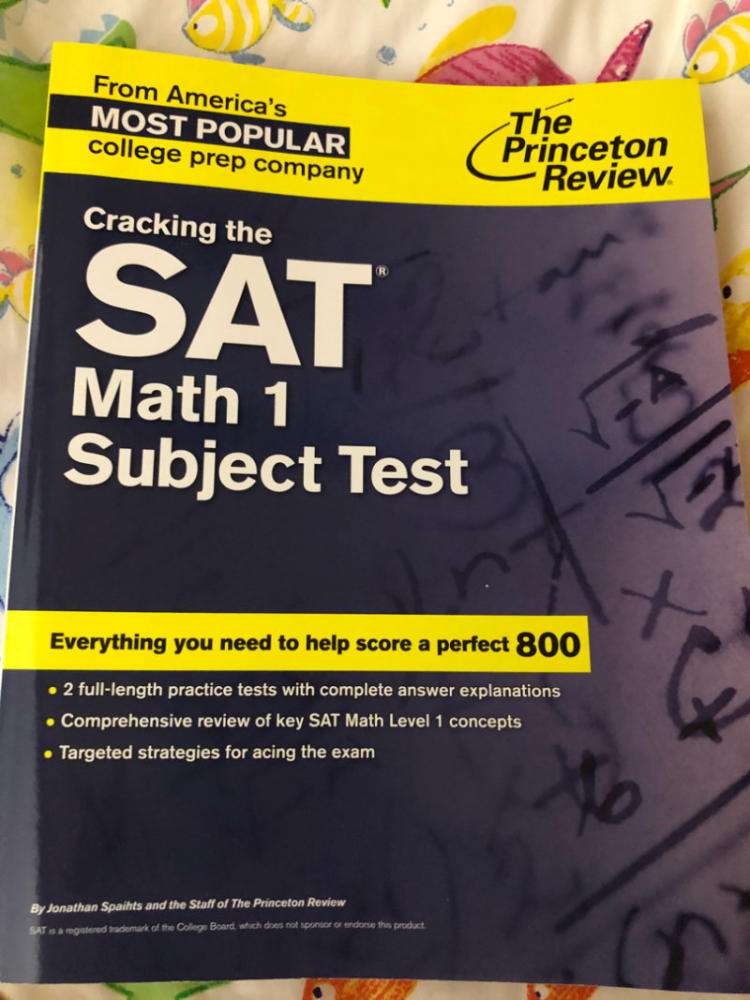 From America's
MOST POPULAR
college prep company
The
Princeton
Review
Cracking the
SAT®
Math 1
Subject Test
Everything you need to help score a perfect 800
• 2 full-length practice tests with complete answer explanations
• Comprehensive review of key SAT Math Level 1 concepts
• Targeted strategies for acing the exam
By Jonathan Spaihts and the Staff of The Princeton Review
SAT is a registered trademark of the College Board, which does not sponsor or endorse this product.